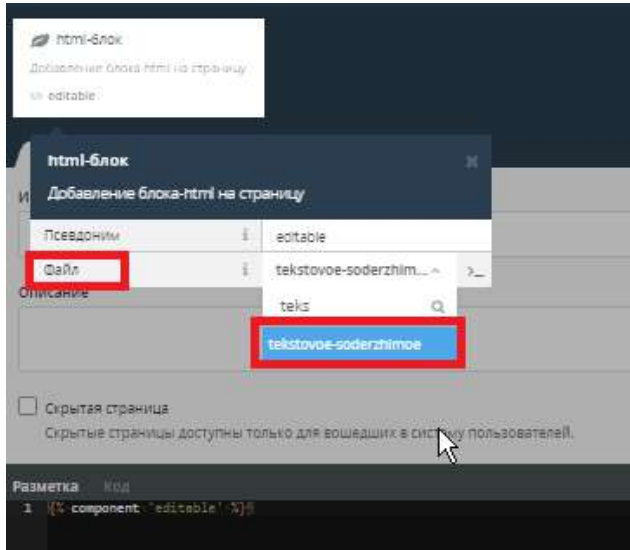 html-блок
Добавление блока html на страницу
editable
html-блок
Добавление блока-html на страницу
Псевдоним
editable
Файл
tekstovoe-soderzhim...
>_
teks
Описание
tekstovoe-soderzhimoe
Скрытая страница
Скрытые страницы доступны только для вошедших в систему пользователей.
Разметка Код
1 {% component 'editable' %}